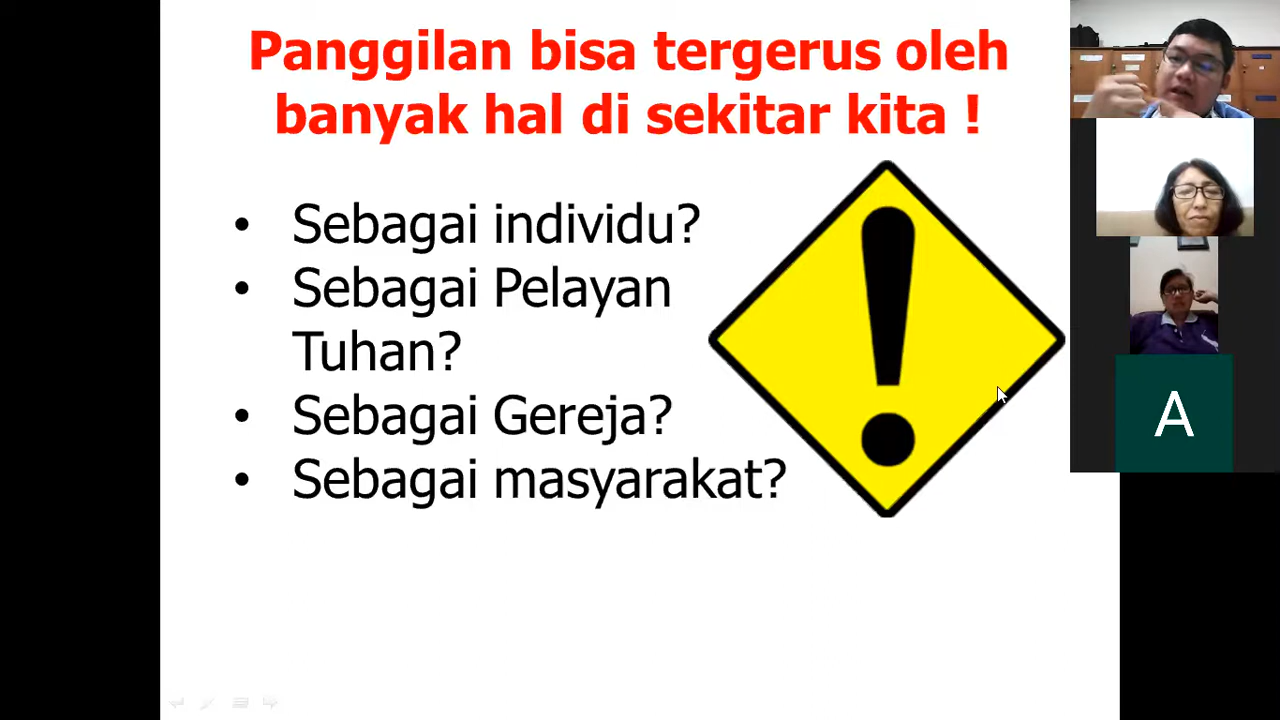 Panggilan bisa tergerus oleh
banyak hal di sekitar kita !
• Sebagai individu?
• Sebagai Pelayan
Tuhan?
• Sebagai Gereja?
• Sebagai masyarakat?
A